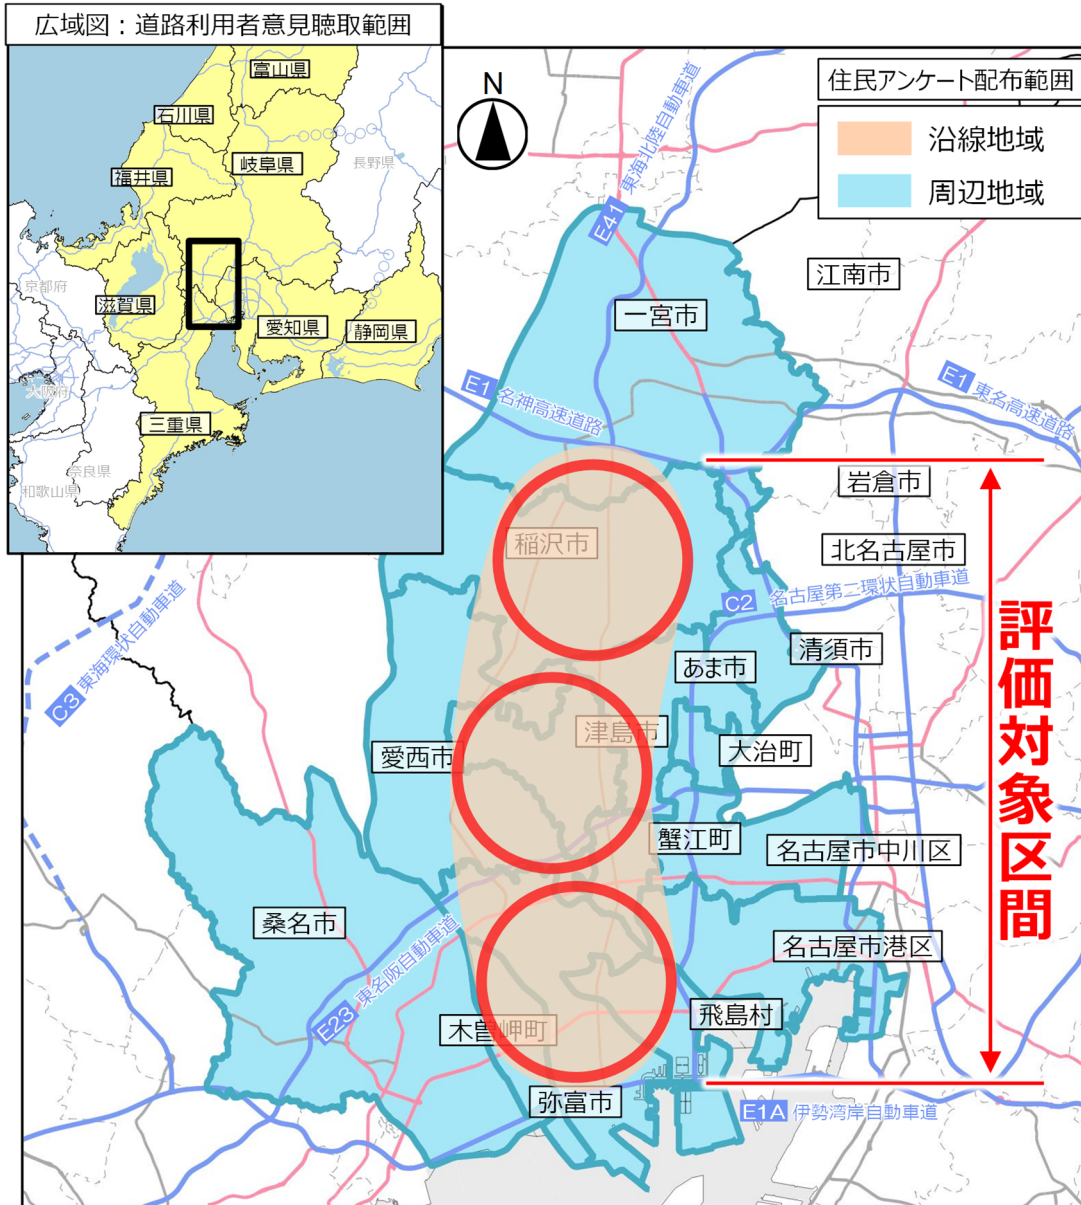 広域図：道路利用者意見聴取範囲
富山県
石川県
岐阜県
長野県
福井県
京都府
滋賀県
愛知県
静岡県
大阪府
三重県
奈良県
和歌山県
N
住民アンケート配布範囲
沿線地域
周辺地域
E41 東海北陸自動車道
江南市
一宮市
E1 名神高速道路
E1 東名高速道路
岩倉市
稲沢市
北名古屋市
C2 名古屋第二環状自動車道
C3 東海環状自動車道
清須市
あま市
津島市
大治町
愛西市
蟹江町
名古屋市中川区
評価対象区間
桑名市
名古屋市港区
E23 東名阪自動車道
飛島村
木曽岬町
弥富市
E1A 伊勢湾岸自動車道